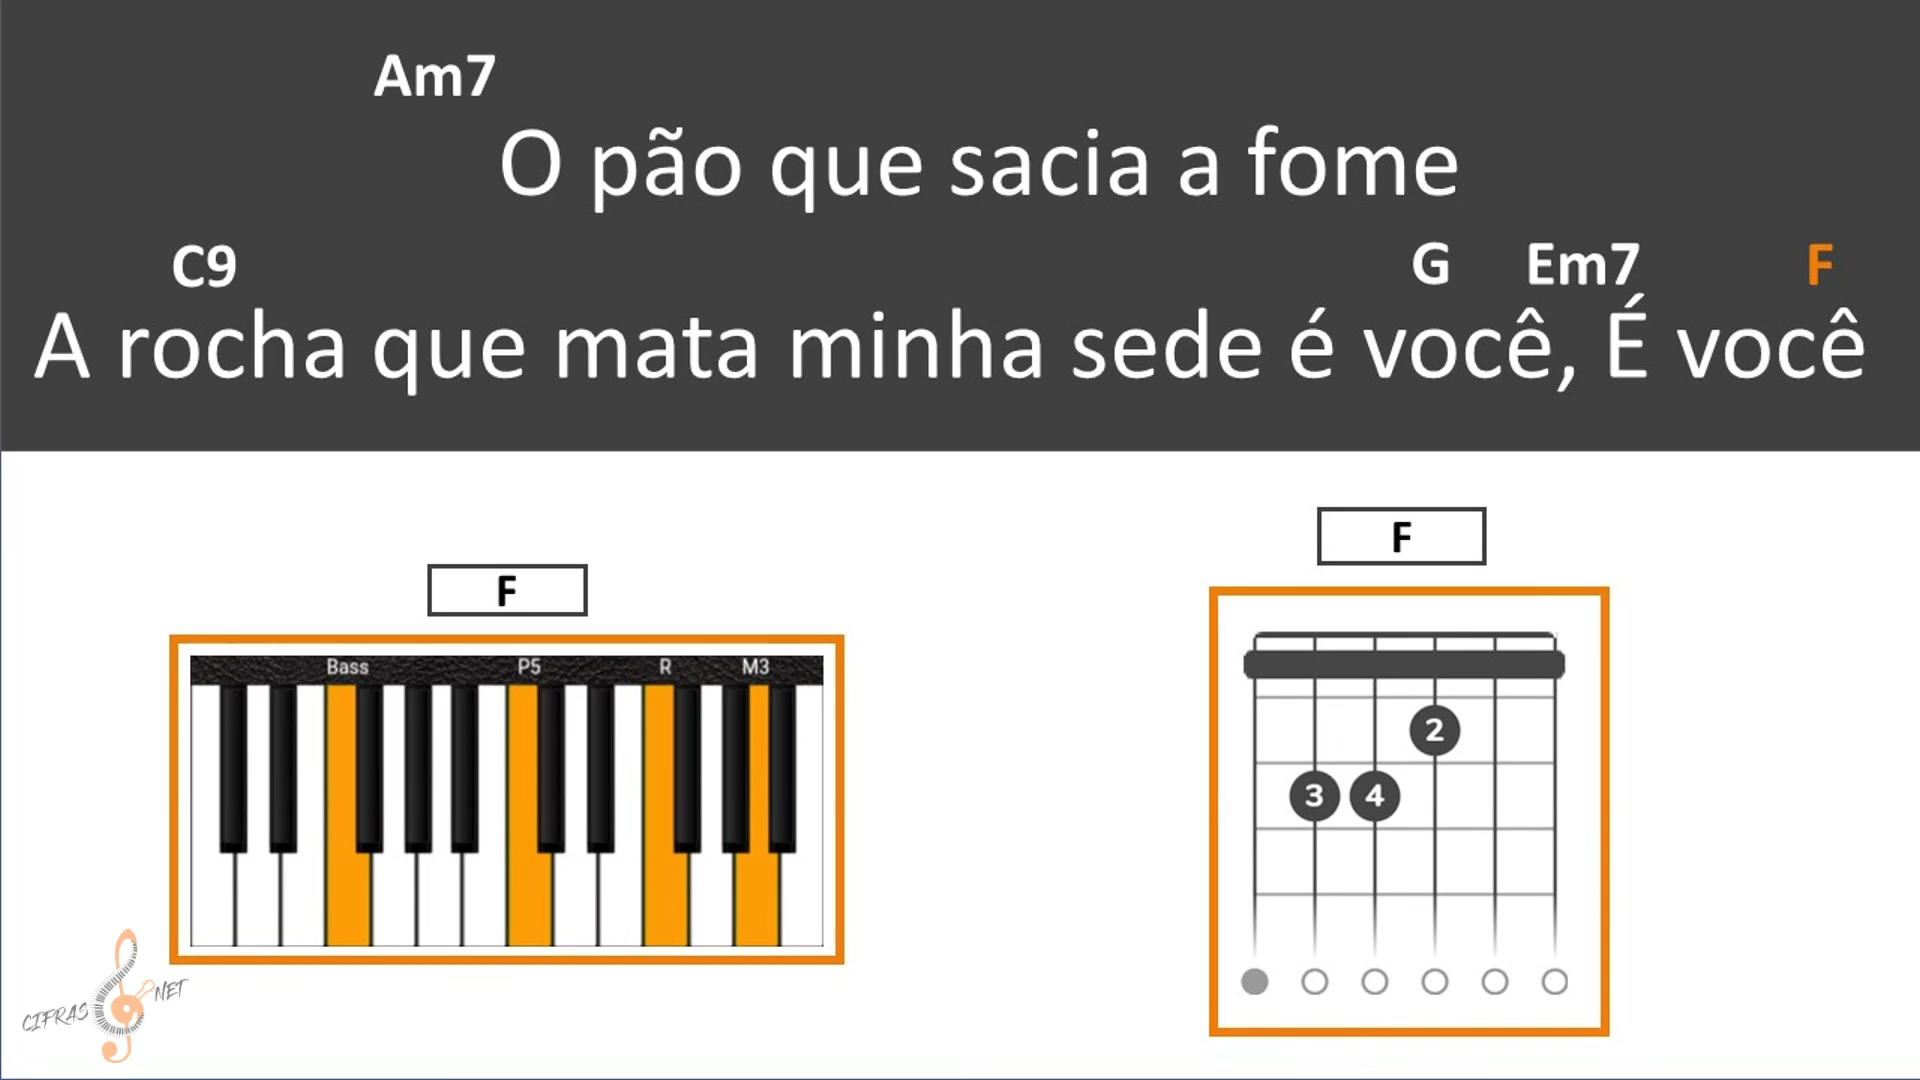 Am7
O pão que sacia a fome
C9 G Em7 F
A rocha que mata minha sede é você, É você
F
F
Bass P5 R M3
2
3 4
CIFRAS NET